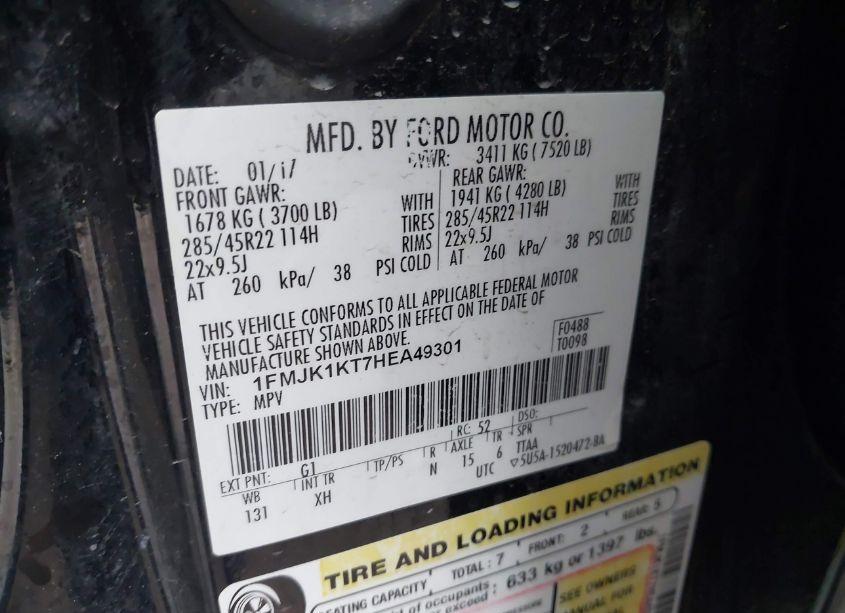 MFD. BY FORD MOTOR CO.
DATE: 01/17 GVWR: 3411 KG ( 7520 LB)
FRONT GAWR: REAR GAWR:
1678 KG ( 3700 LB) WITH 1941 KG ( 4280 LB) WITH
285/45R22 114H TIRES 285/45R22 114H TIRES
22x9.5J RIMS 22x9.5J RIMS
AT 260 kPa/ 38 PSI COLD AT 260 kPa/ 38 PSI COLD
THIS VEHICLE CONFORMS TO ALL APPLICABLE FEDERAL MOTOR
VEHICLE SAFETY STANDARDS IN EFFECT ON THE DATE OF
MANUFACTURE SHOWN ABOVE.
F0488
T0098
VIN: 1FMJK1KT7HEA49301
TYPE: MPV
EXT PNT: G1 RC: 52 DSO:
WB INT TR TP/PS R AXLE TR SPR
131 XH N 15 6 TTAA
UTC ▽5U5A-1520472-BA
TIRE AND LOADING INFORMATION
SEATING CAPACITY TOTAL: 7 FRONT: 2 REAR: 5
of occupants exceed : 633 kg or 1397 lbs.
SEE OWNERS